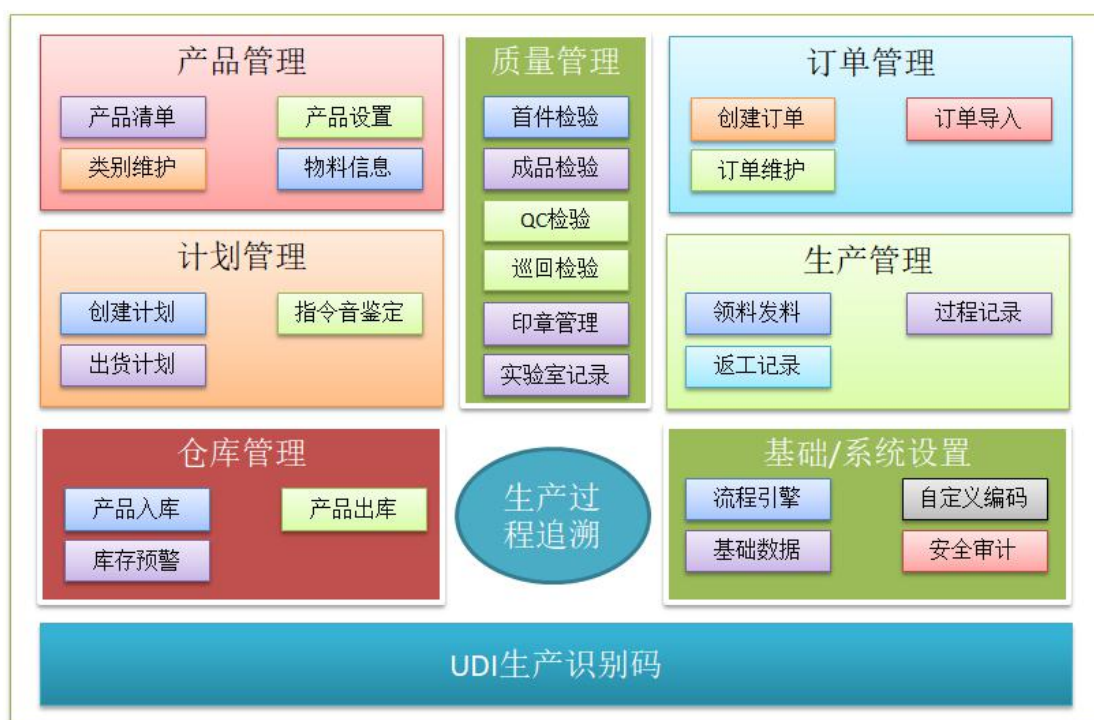 产品管理
产品清单
产品设置
类别维护
物料信息
质量管理
首件检验
成品检验
QC检验
巡回检验
印章管理
实验室记录
订单管理
创建订单
订单导入
订单维护
计划管理
创建计划
指令音鉴定
出货计划
生产管理
领料发料
过程记录
返工记录
仓库管理
产品入库
产品出库
库存预警
生产过
程追溯
基础/系统设置
流程引擎
自定义编码
基础数据
安全审计
UDI生产识别码